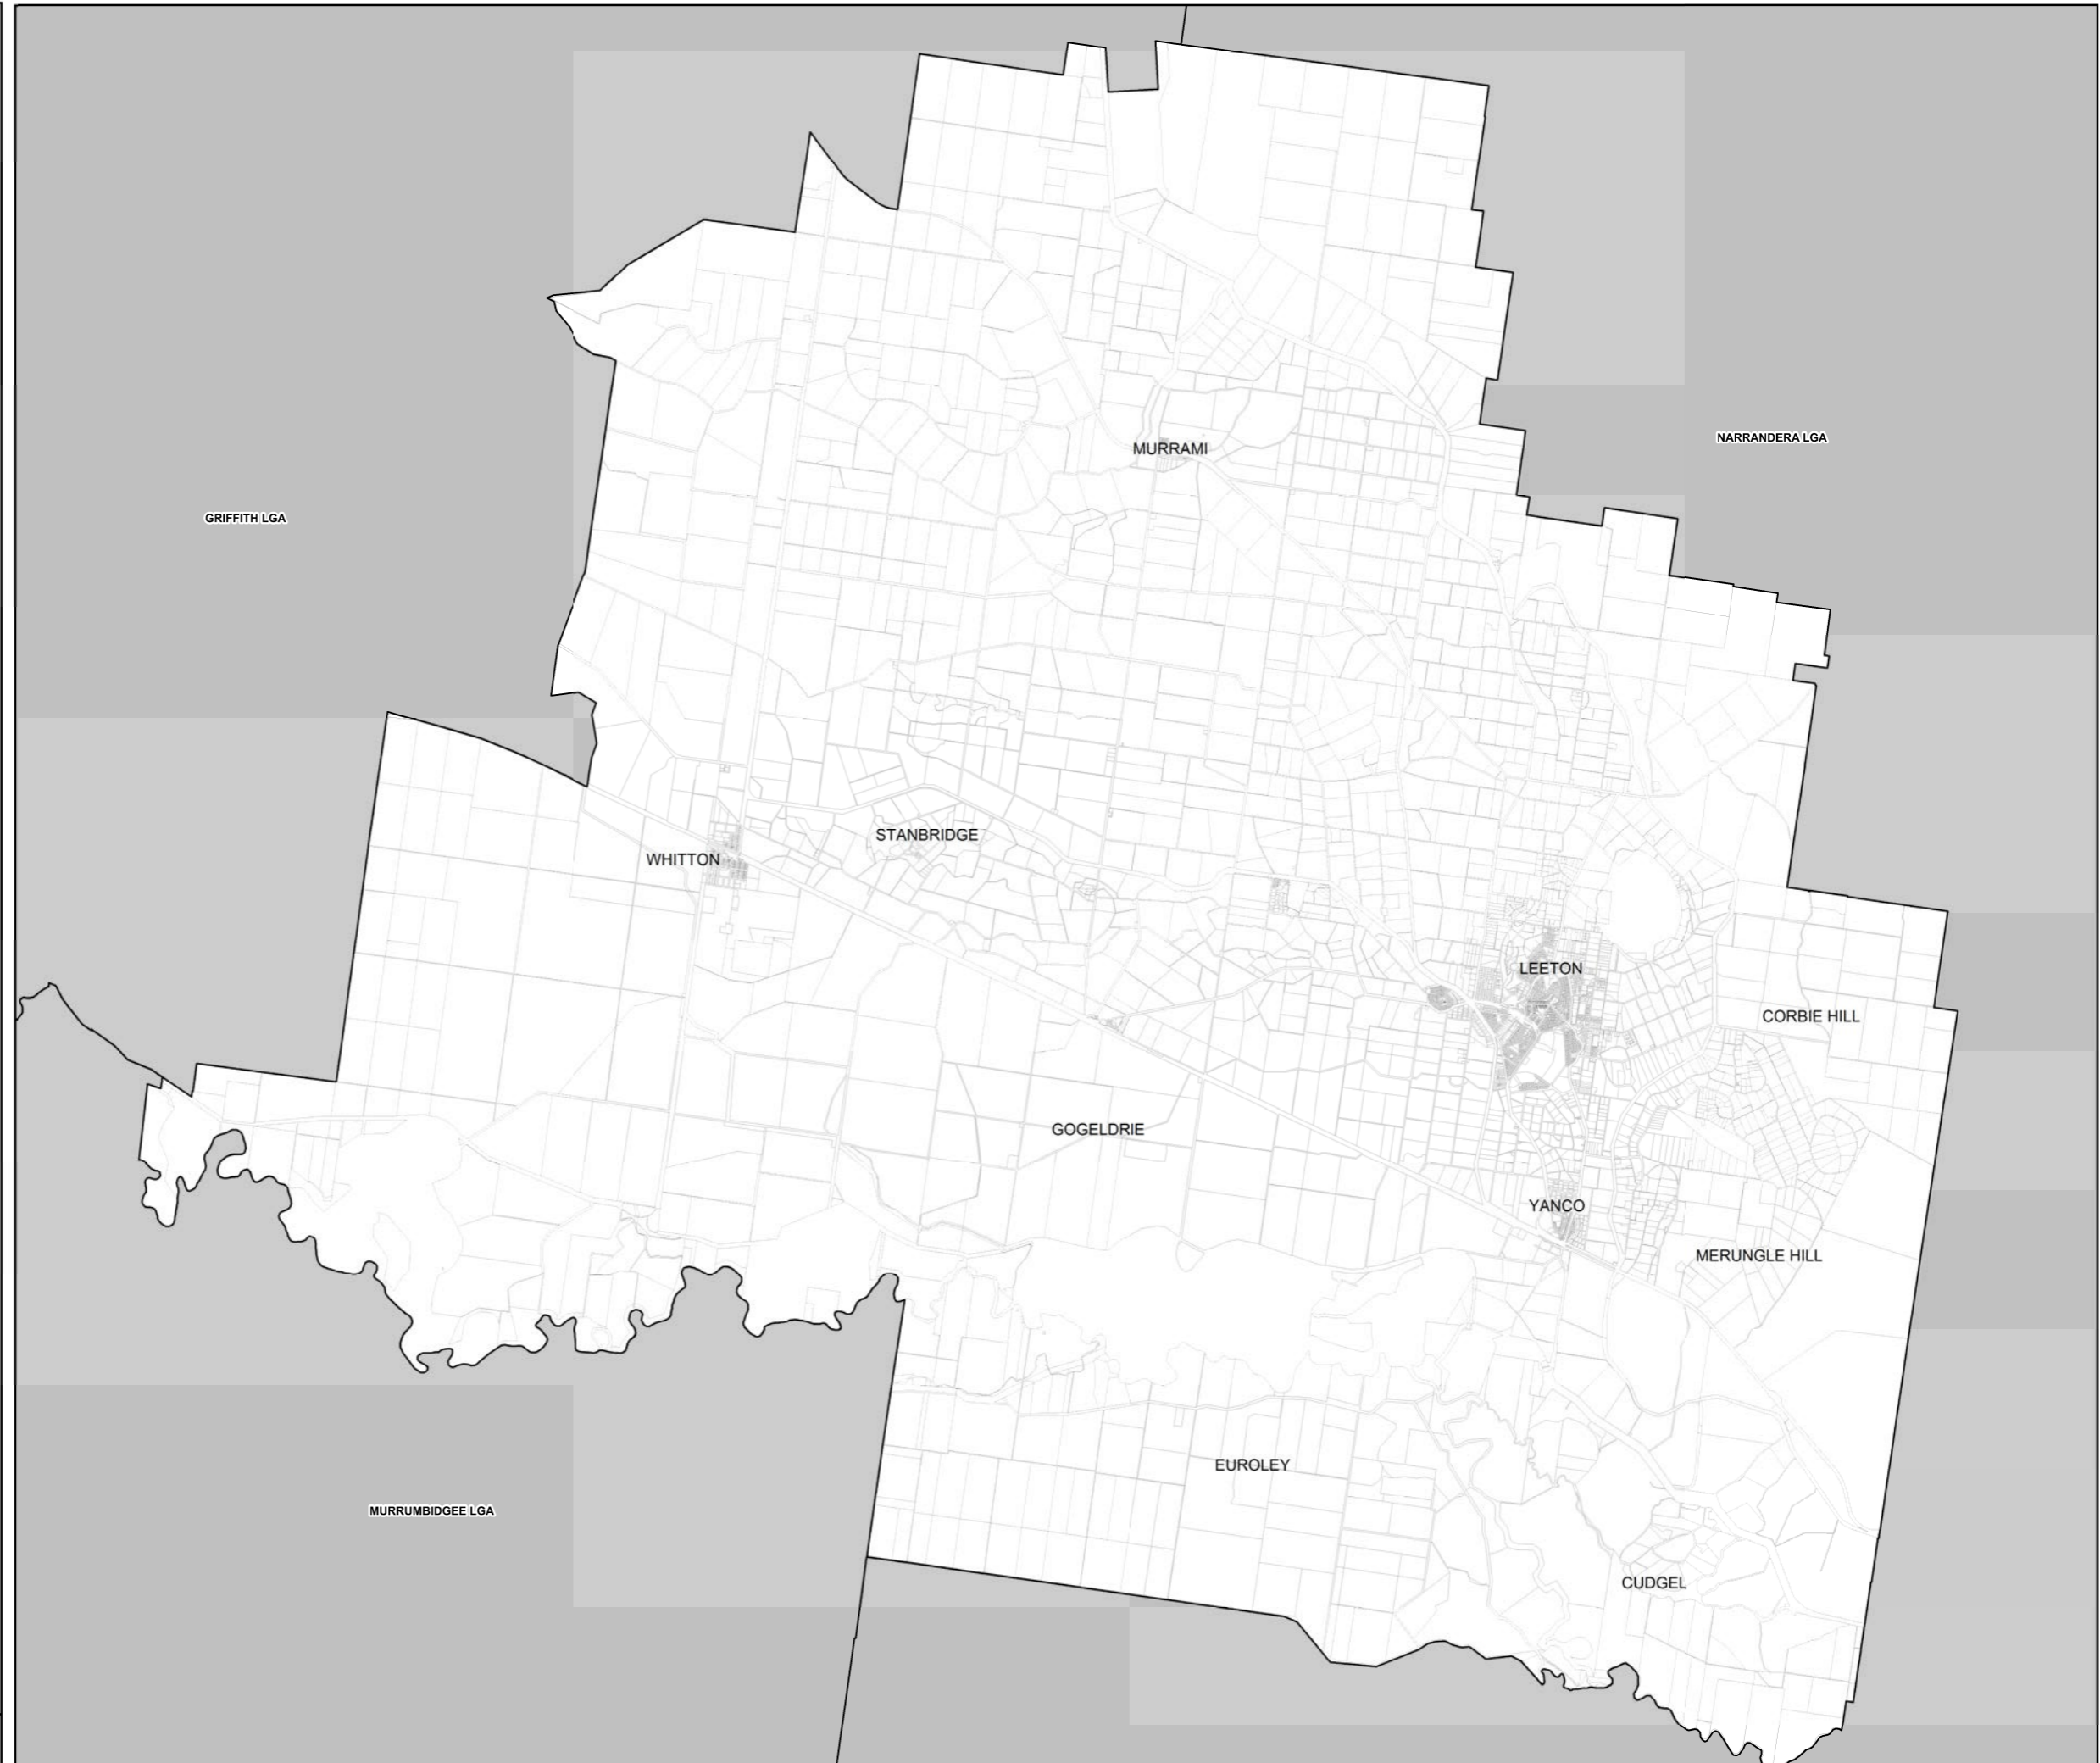 MURRAMI
NARRANDERA LGA
GRIFFITH LGA
STANBRIDGE
WHITTON
LEETON
CORBIE HILL
GOGELDRIE
YANCO
MERUNGLE HILL
EUROLEY
MURRUMBIDGEE LGA
CUDGEL